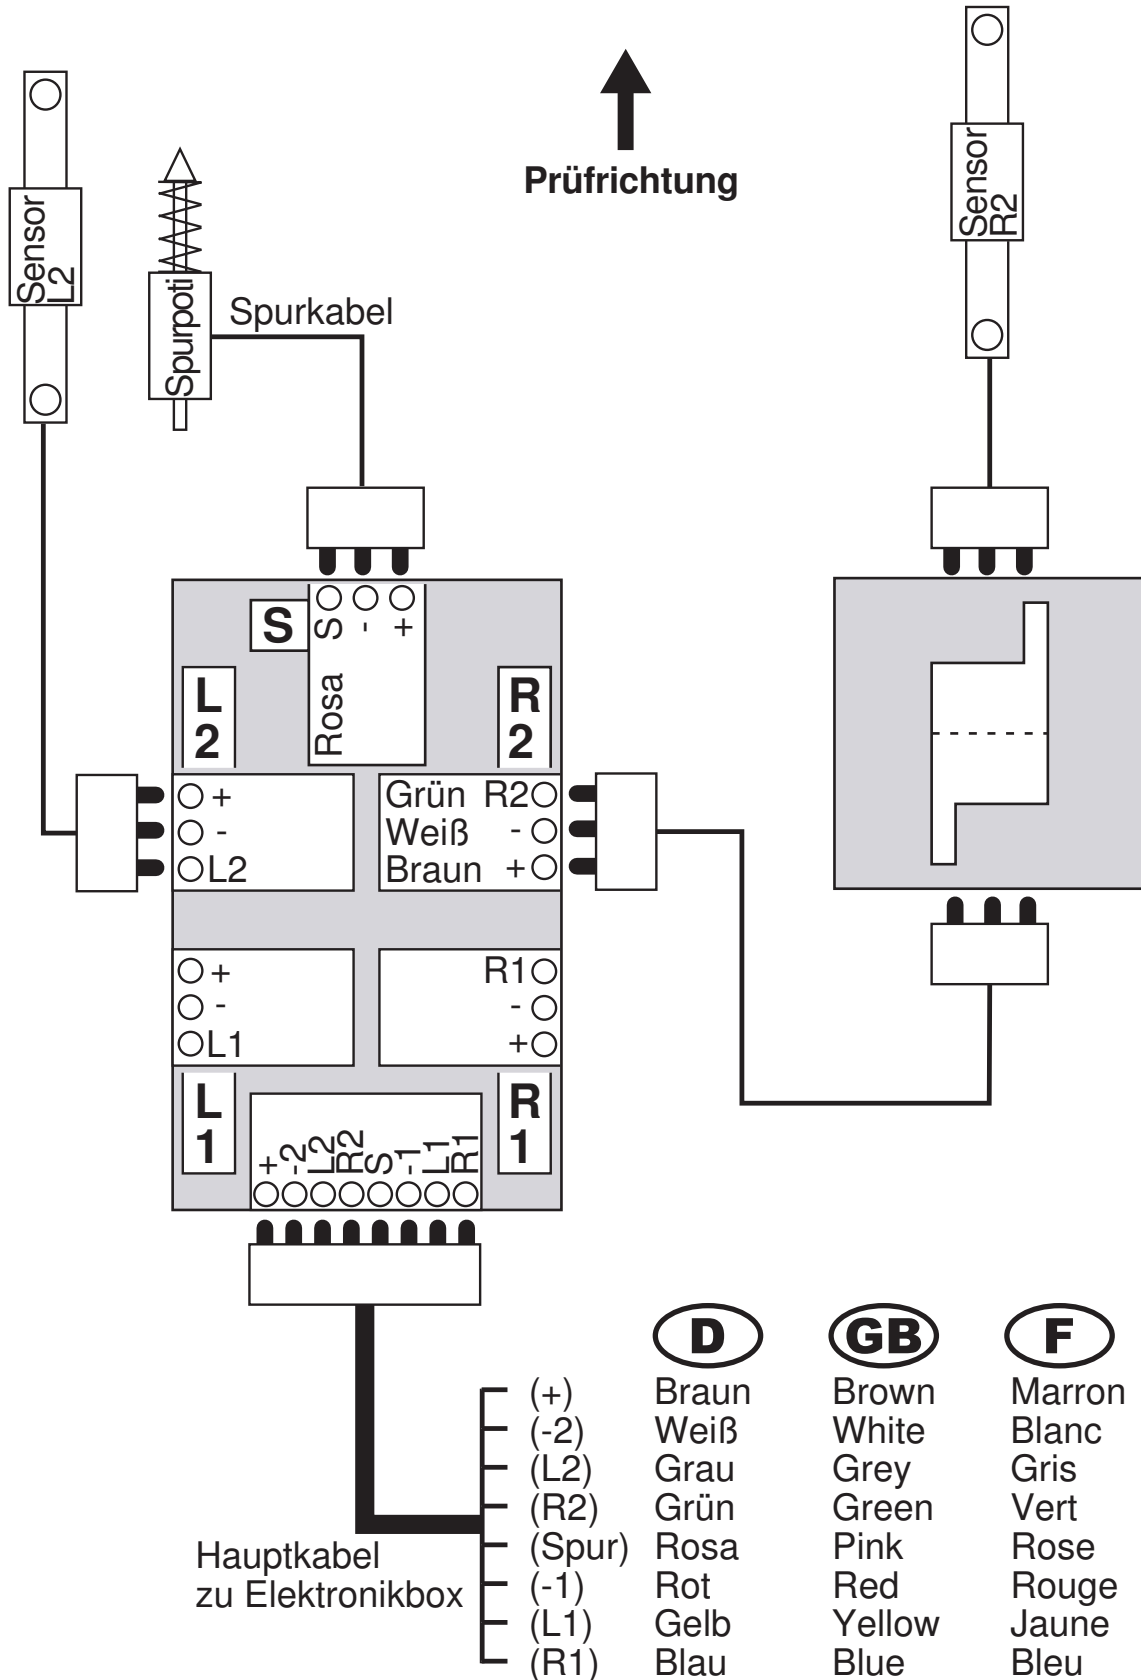 Sensor
L2
Spurpoti
Spurkabel
Prüfrichtung
Sensor
R2
S
S
-
+
Rosa
L
2
R
2
+
-
L2
Grün R2
Weiß -
Braun +
+
-
L1
R1
-
+
L
1
R
1
+
-2
L2
R2
S
-1
L1
R1
Hauptkabel
zu Elektronikbox
D GB F
(+) Braun Brown Marron
(-2) Weiß White Blanc
(L2) Grau Grey Gris
(R2) Grün Green Vert
(Spur) Rosa Pink Rose
(-1) Rot Red Rouge
(L1) Gelb Yellow Jaune
(R1) Blau Blue Bleu